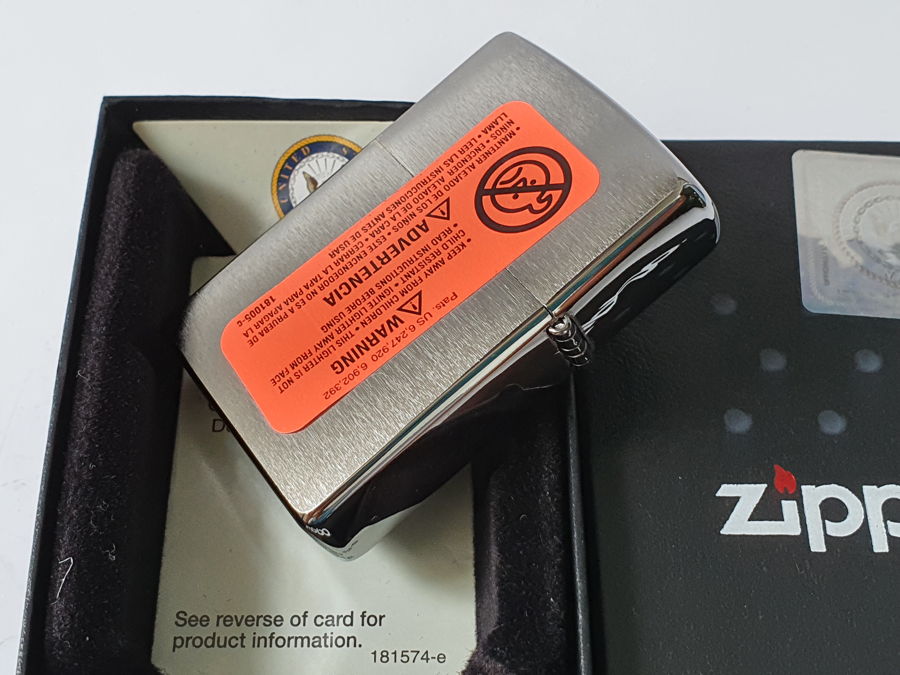 • MANTENER ALEJADO DE LOS NIÑOS • ESTE ENCENDEDOR NO ES A PRUEBA DE
NIÑOS • ENCENDER ALEJADO DE LA CARA • CERRAR LA TAPA PARA APAGAR LA
LLAMA • LEER LAS INSTRUCCIONES ANTES DE USAR
181005-C
ADVERTENCIA
WARNING
• KEEP AWAY FROM CHILDREN • THIS LIGHTER IS NOT
CHILD RESISTANT • IGNITE LIGHTER AWAY FROM FACE
• READ INSTRUCTIONS BEFORE USING
Pats. US 6,247,920 6,902,392
UNITED
Zipp
See reverse of card for
product information.
181574-e